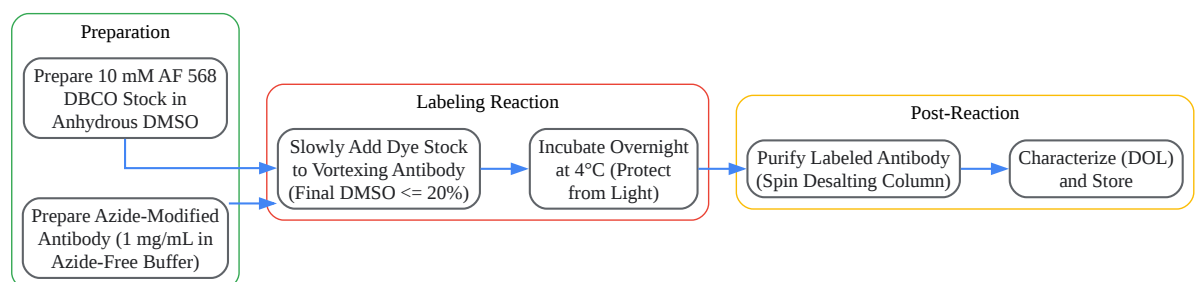 Preparation
Prepare 10 mM AF 568
DBCO Stock in
Anhydrous DMSO
Prepare Azide-Modified
Antibody (1 mg/mL in
Azide-Free Buffer)
Labeling Reaction
Slowly Add Dye Stock
to Vortexing Antibody
(Final DMSO <= 20%)
Incubate Overnight
at 4°C (Protect
from Light)
Post-Reaction
Purify Labeled Antibody
(Spin Desalting Column)
Characterize (DOL)
and Store